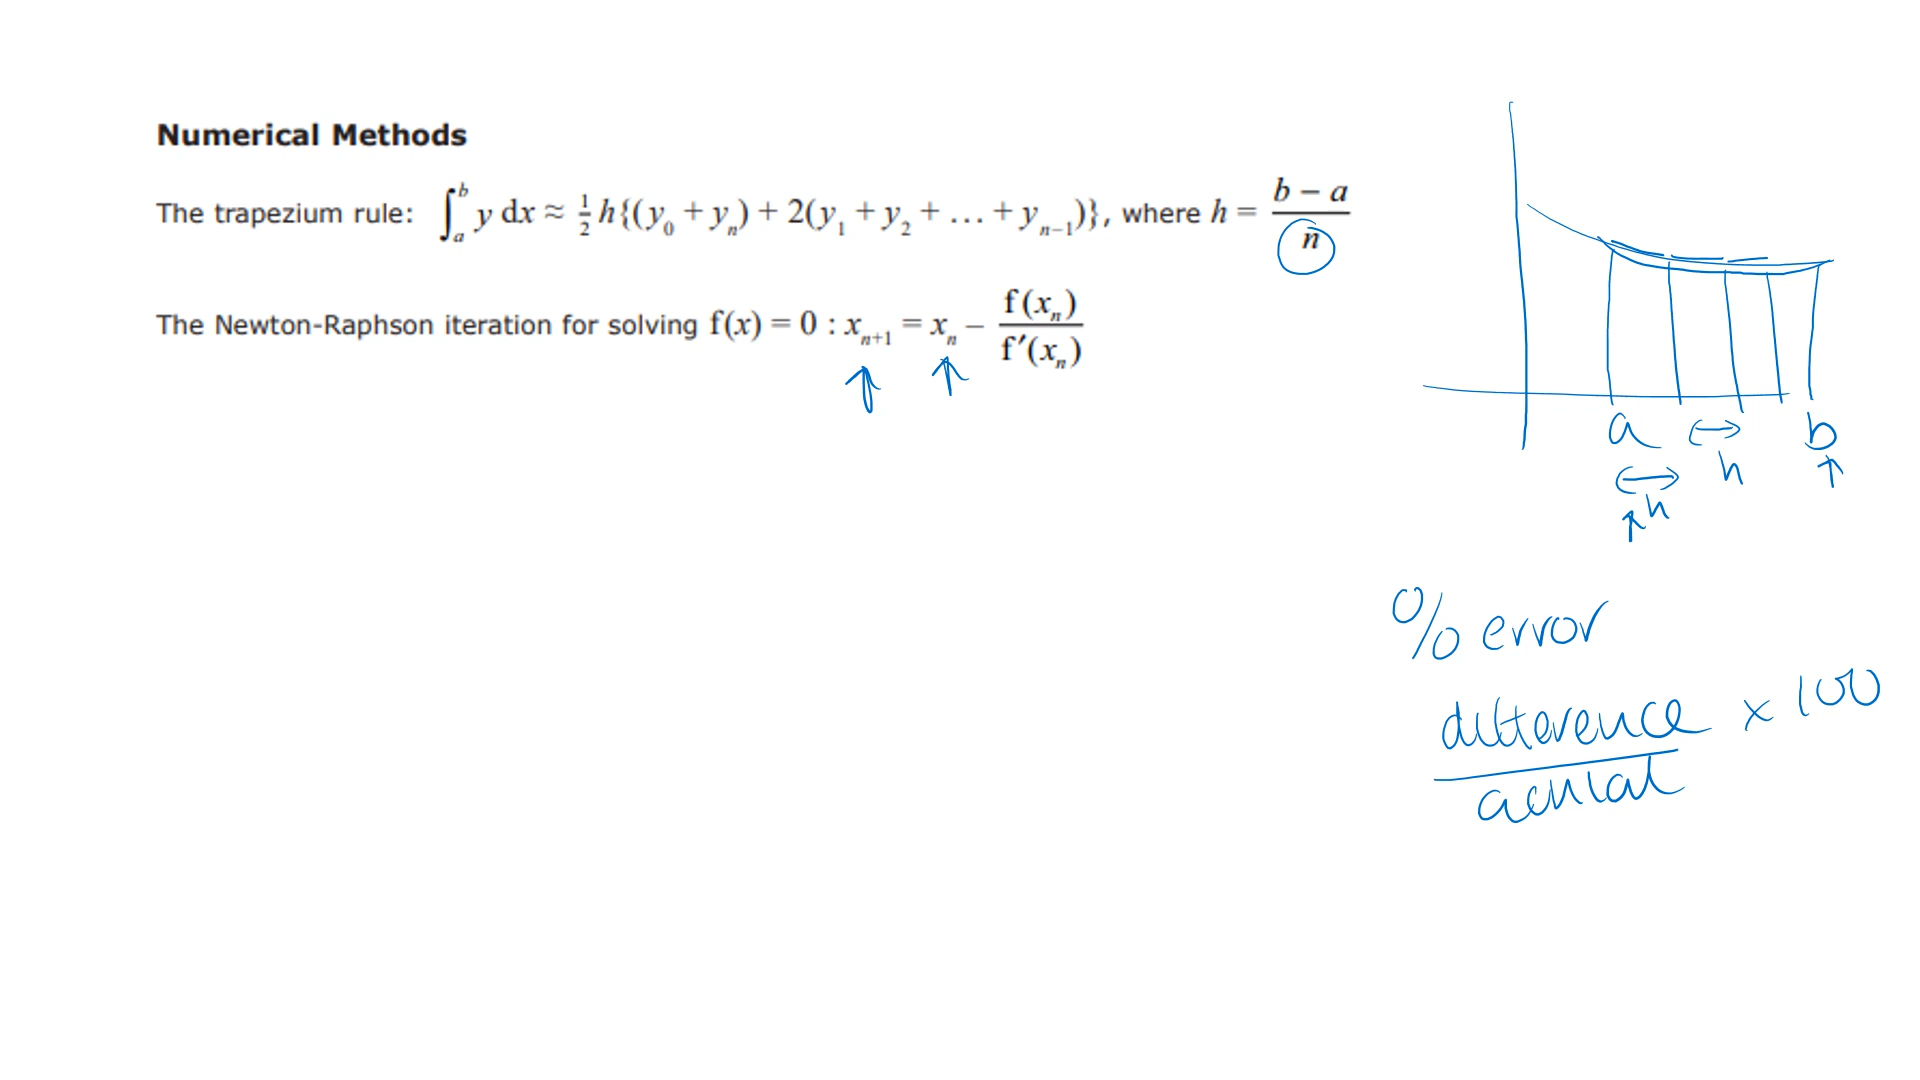 Numerical Methods
The trapezium rule: ∫ₐᵇ y dx ≈ ½h{(y₀ + yₙ) + 2(y₁ + y₂ + ... + yₙ₋₁)}, where h = (b − a)/n
The Newton-Raphson iteration for solving f(x) = 0 : xₙ₊₁ = xₙ − f(xₙ)/f′(xₙ)
a h b
h
% error
difference × 100
actual